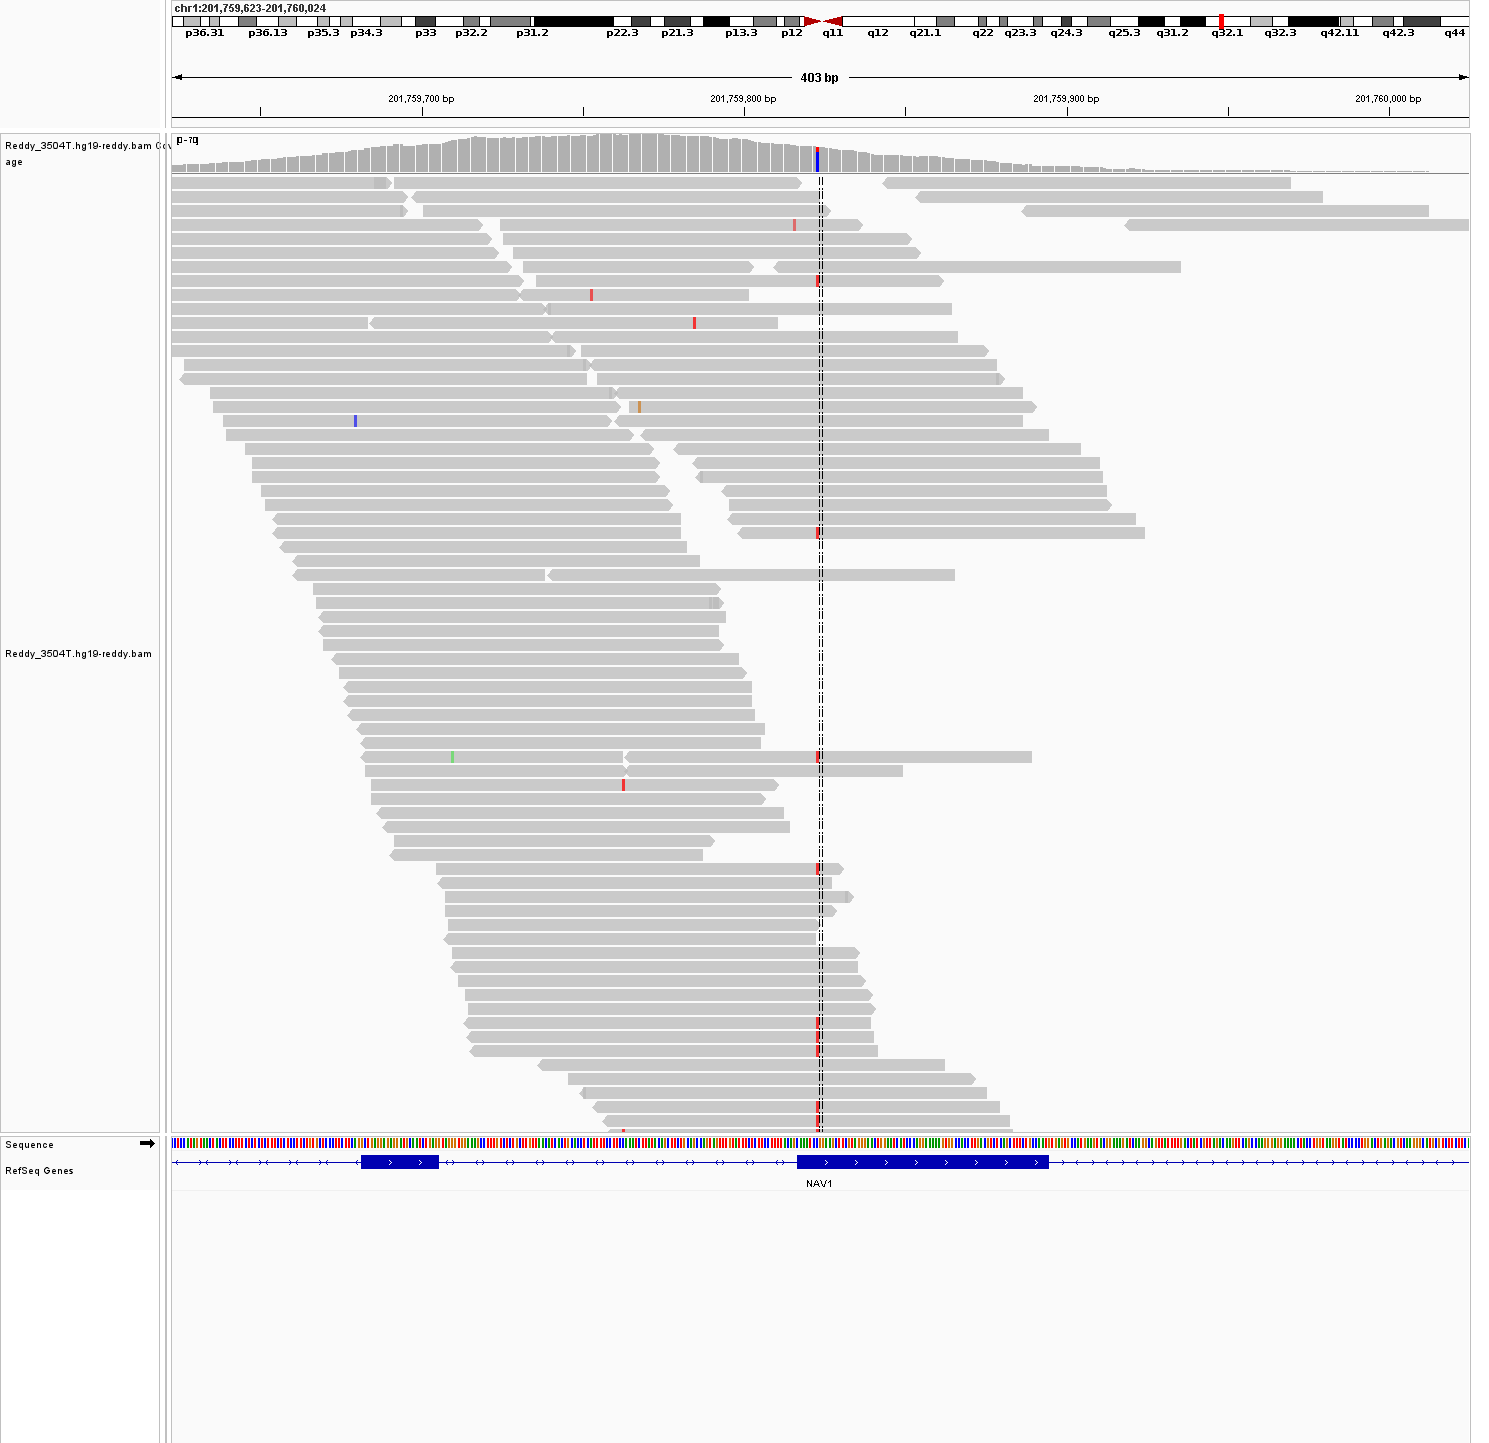 chr1:201,759,623-201,760,024
p36.31 p36.13 p35.3 p34.3 p33 p32.2 p31.2 p22.3 p21.3 p13.3 p12 q11 q12 q21.1 q22 q23.3 q24.3 q25.3 q31.2 q32.1 q32.3 q42.11 q42.3 q44
403 bp
201,759,700 bp 201,759,800 bp 201,759,900 bp 201,760,000 bp
Reddy_3504T.hg19-reddy.bam Cov
age
[0 - 70]
Reddy_3504T.hg19-reddy.bam
Sequence
RefSeq Genes
NAV1